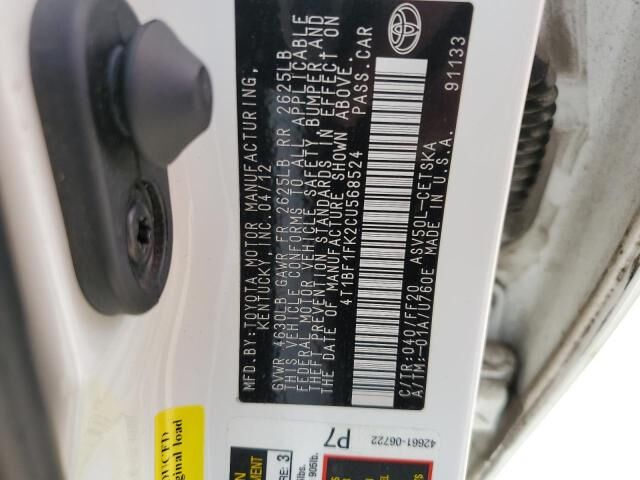 MFD.BY:TOYOTA MOTOR MANUFACTURING,
KENTUCKY, INC. 04/12
GVWR 4630LB GAWR FR 2625LB RR 2625LB
THIS VEHICLE CONFORMS TO ALL APPLICABLE
FEDERAL MOTOR VEHICLE SAFETY, BUMPER AND
THEFT PREVENTION STANDARDS IN EFFECT ON
THE DATE OF MANUFACTURE SHOWN ABOVE.
4T1BF1FK2CU568524 PASS.CAR
C/TR:040/FF20 ASV50L-CETSKA
A/TM:-01A/U760E MADE IN U.S.A.
91133
TOYOTA
42661-06722
P7